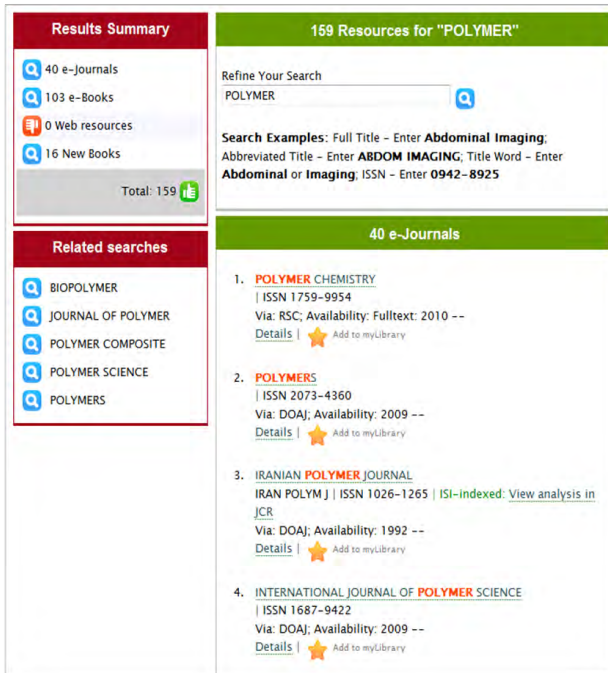 Results Summary
40 e-Journals
103 e-Books
0 Web resources
16 New Books
Total: 159
Related searches
BIOPOLYMER
JOURNAL OF POLYMER
POLYMER COMPOSITE
POLYMER SCIENCE
POLYMERS
159 Resources for "POLYMER"
Refine Your Search
POLYMER
Search Examples: Full Title - Enter Abdominal Imaging;
Abbreviated Title - Enter ABDOM IMAGING; Title Word - Enter
Abdominal or Imaging; ISSN - Enter 0942-8925
40 e-Journals
1. POLYMER CHEMISTRY
| ISSN 1759-9954
Via: RSC; Availability: Fulltext: 2010 --
Details | Add to myLibrary
2. POLYMERS
| ISSN 2073-4360
Via: DOAJ; Availability: 2009 --
Details | Add to myLibrary
3. IRANIAN POLYMER JOURNAL
IRAN POLYM J | ISSN 1026-1265 | ISI-indexed: View analysis in
JCR
Via: DOAJ; Availability: 1992 --
Details | Add to myLibrary
4. INTERNATIONAL JOURNAL OF POLYMER SCIENCE
| ISSN 1687-9422
Via: DOAJ; Availability: 2009 --
Details | Add to myLibrary